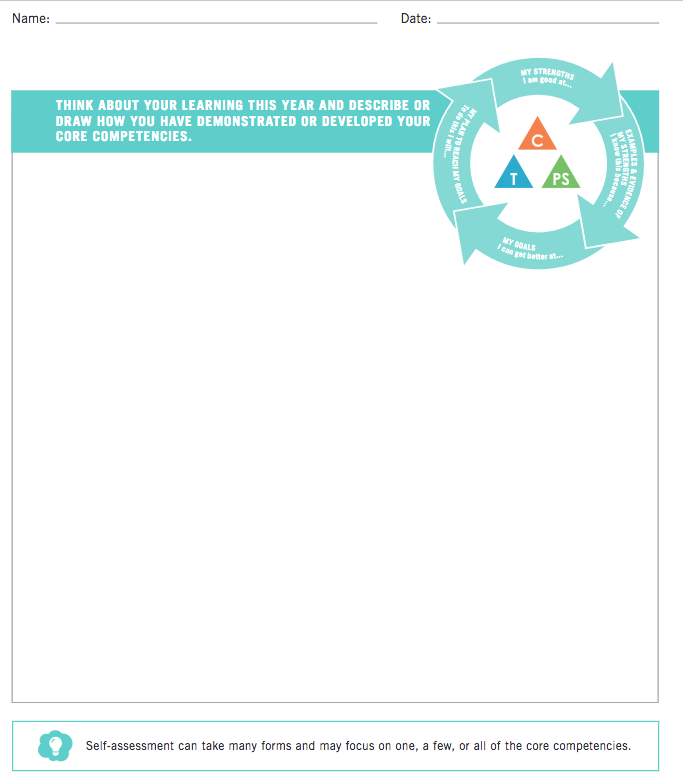 Name:
Date:
THINK ABOUT YOUR LEARNING THIS YEAR AND DESCRIBE OR
DRAW HOW YOU HAVE DEMONSTRATED OR DEVELOPED YOUR
CORE COMPETENCIES.
MY STRENGTHS
I am good at...
EXAMPLES & EVIDENCE OF
MY STRENGTHS
I know this because...
MY GOALS
I can get better at...
MY PLAN TO REACH MY GOALS
To do this I will...
C
T
PS
Self-assessment can take many forms and may focus on one, a few, or all of the core competencies.